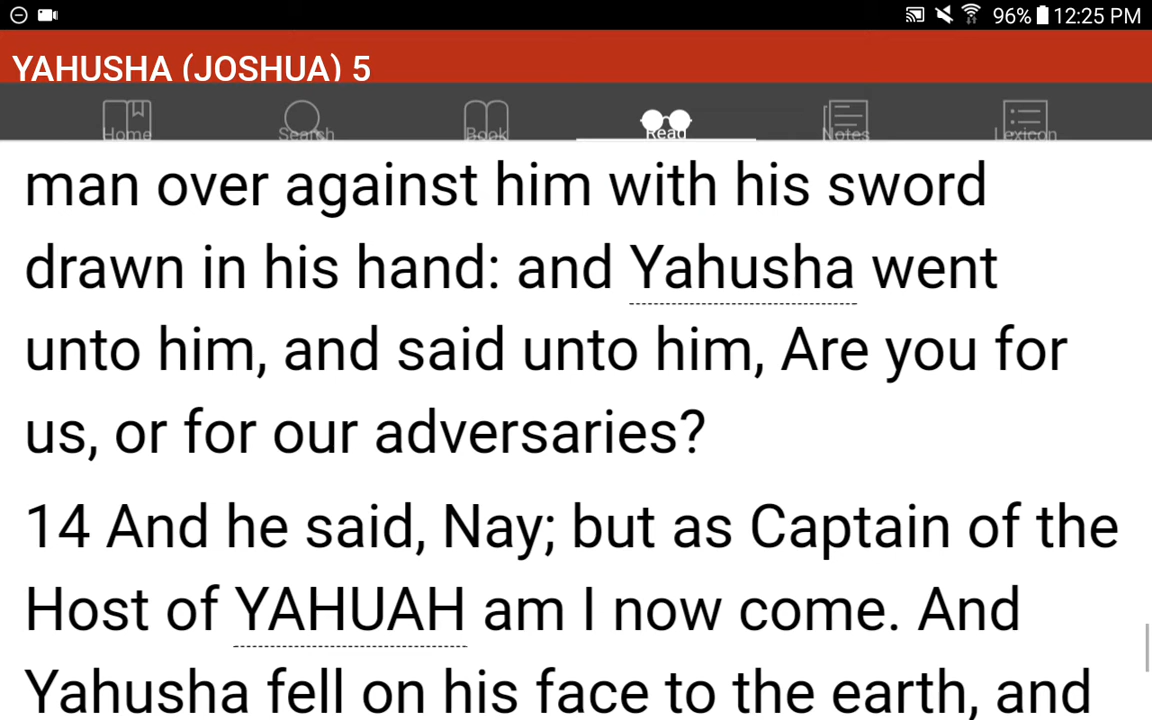 96% 12:25 PM
YAHUSHA (JOSHUA) 5
Home Search Book Read Notes Lexicon
man over against him with his sword
drawn in his hand: and Yahusha went
unto him, and said unto him, Are you for
us, or for our adversaries?
14 And he said, Nay; but as Captain of the
Host of YAHUAH am I now come. And
Yahusha fell on his face to the earth, and